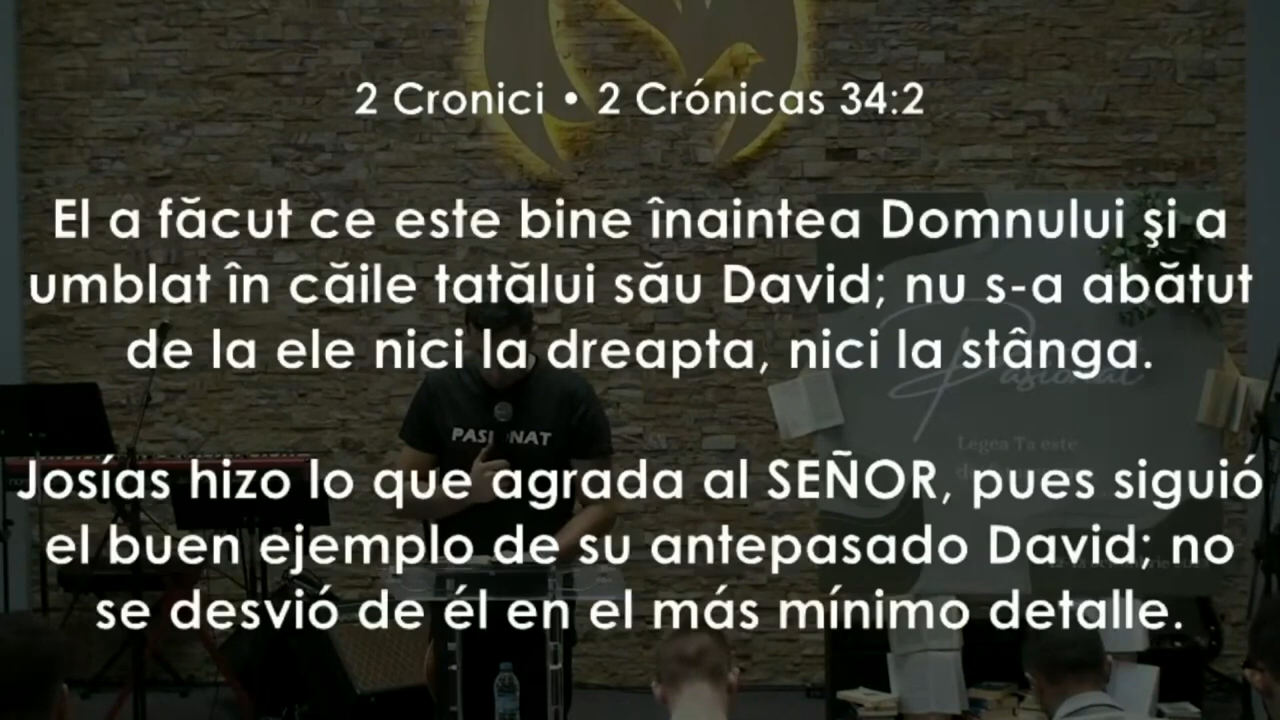 2 Cronici • 2 Crónicas 34:2
El a făcut ce este bine înaintea Domnului şi a
umblat în căile tatălui său David; nu s-a abătut
de la ele nici la dreapta, nici la stânga.
PASIONAT
Pasionat
Legea Ta este
Josías hizo lo que agrada al SEÑOR, pues siguió
el buen ejemplo de su antepasado David; no
se desvió de él en el más mínimo detalle.